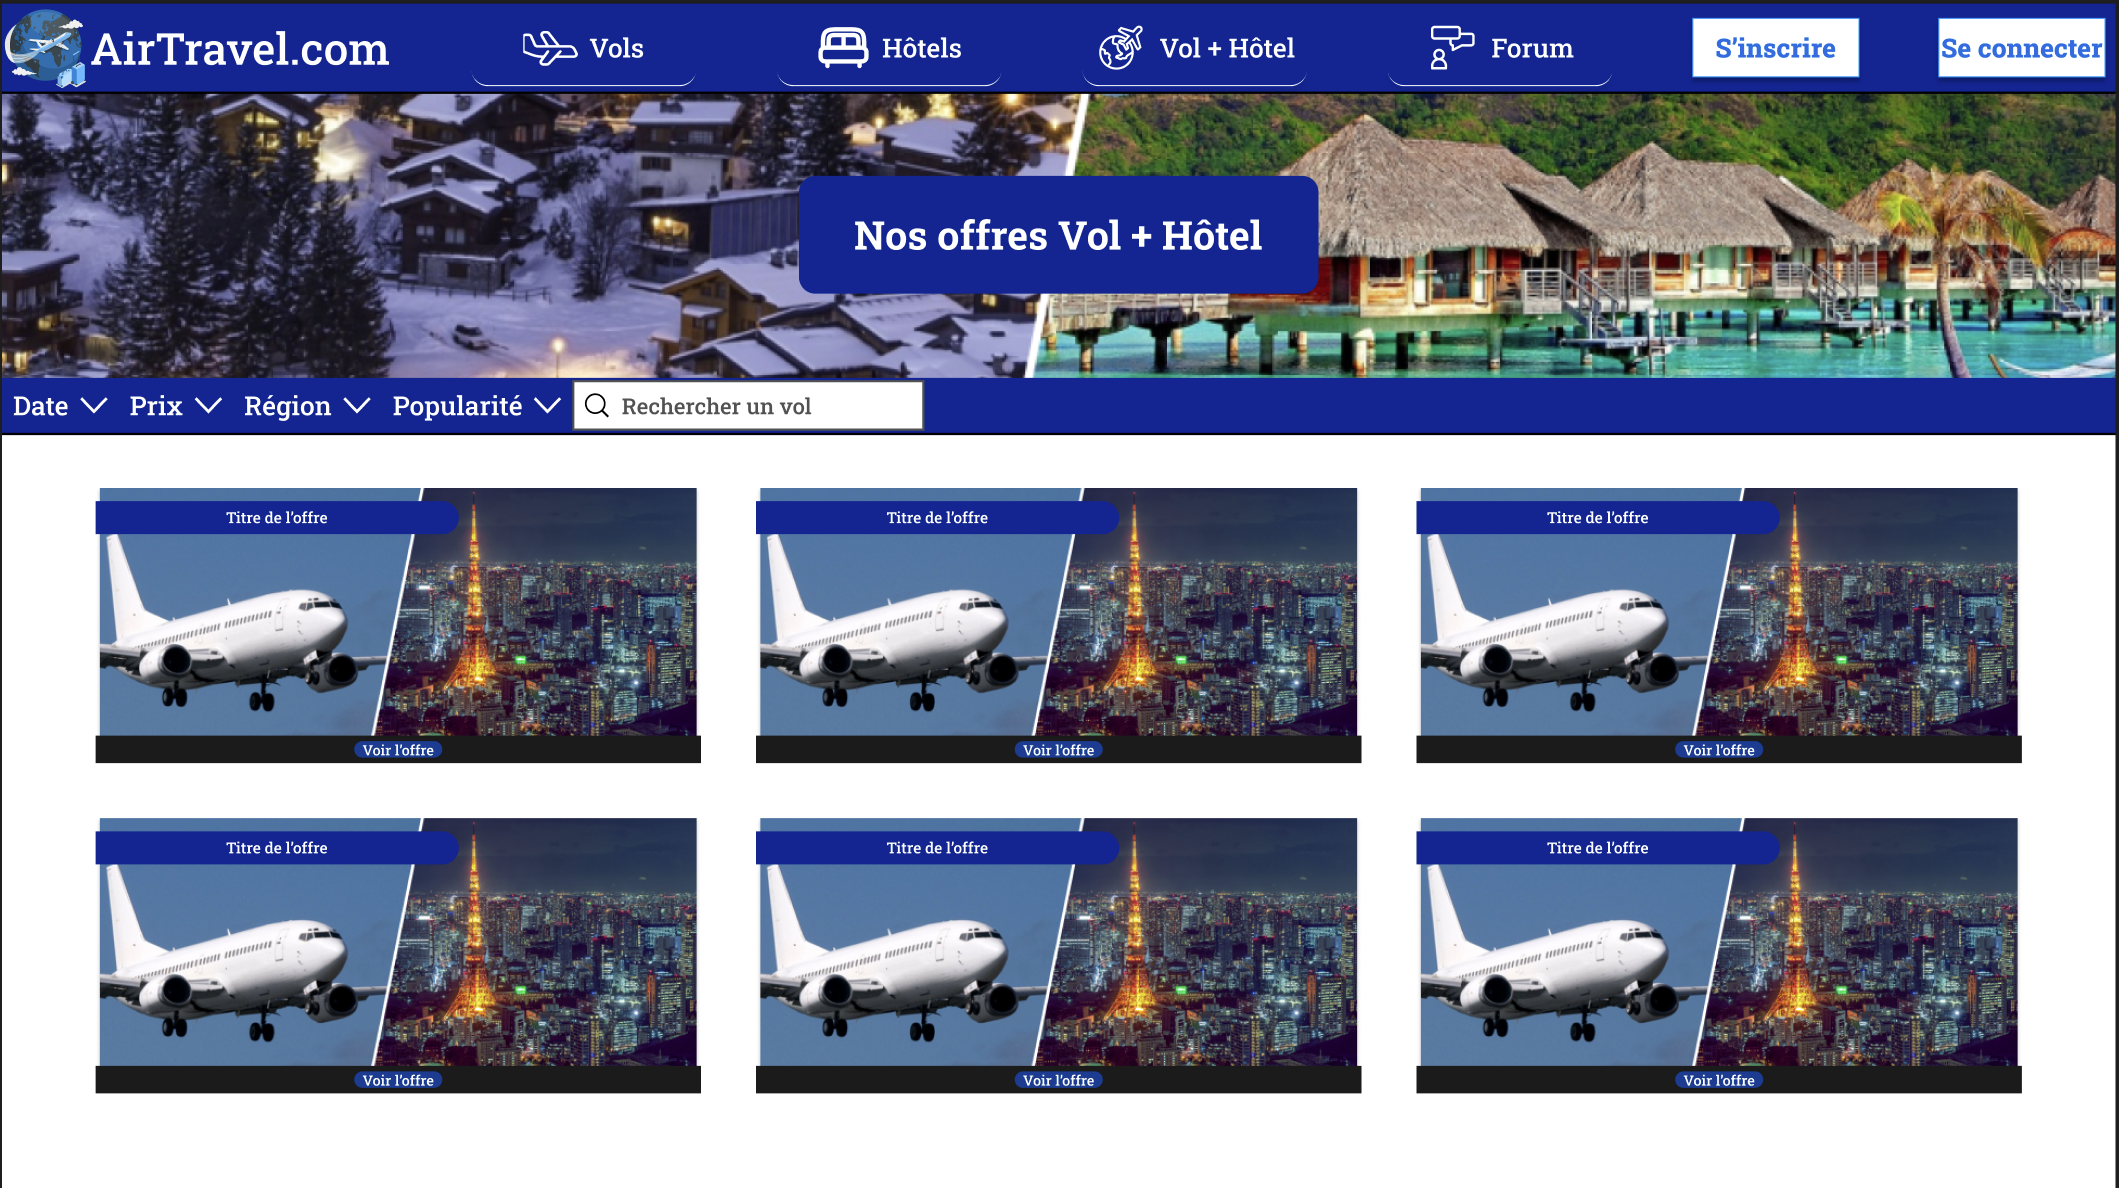 AirTravel.com
Vols
Hôtels
Vol + Hôtel
Forum
S'inscrire
Se connecter
Nos offres Vol + Hôtel
Date
Prix
Région
Popularité
Rechercher un vol
Titre de l'offre
Titre de l'offre
Titre de l'offre
Voir l'offre
Voir l'offre
Voir l'offre
Titre de l'offre
Titre de l'offre
Titre de l'offre
Voir l'offre
Voir l'offre
Voir l'offre